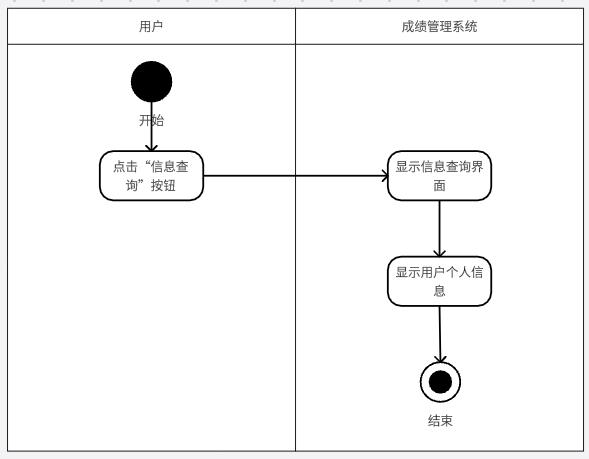 用户
成绩管理系统
开始
点击“信息查
询”按钮
显示信息查询界
面
显示用户个人信
息
结束